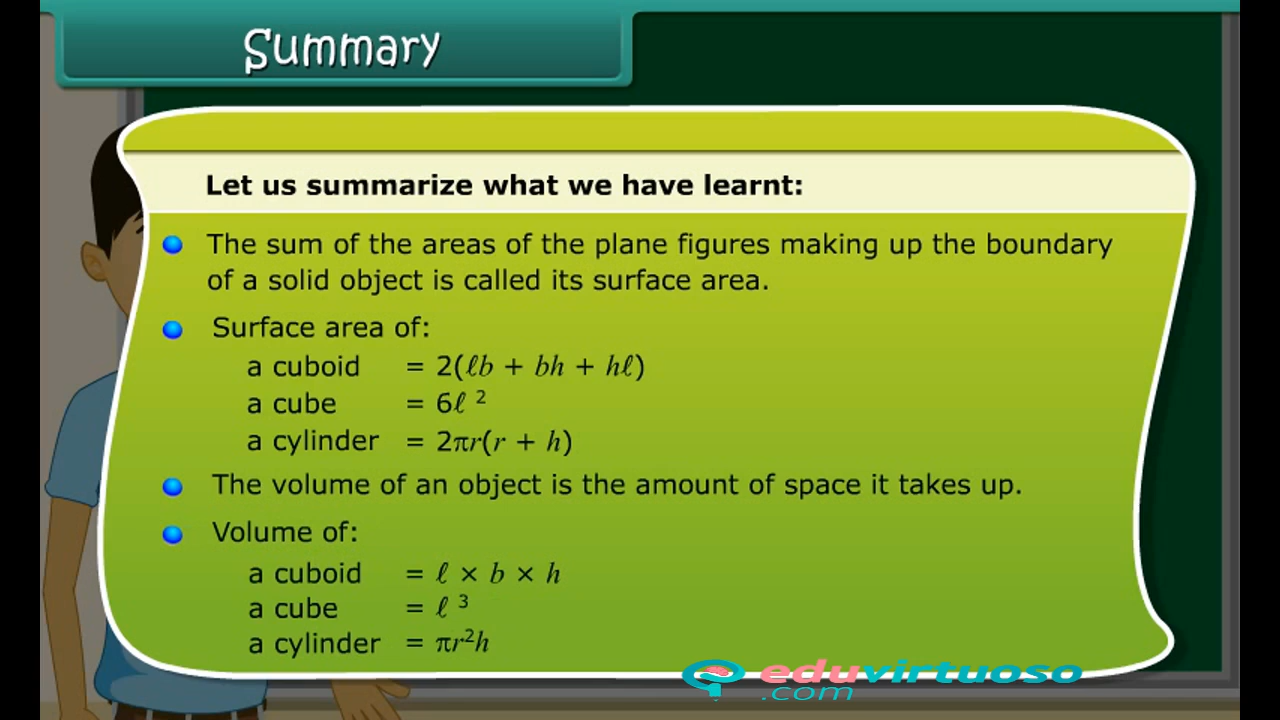 Summary
Let us summarize what we have learnt:
The sum of the areas of the plane figures making up the boundary
of a solid object is called its surface area.
Surface area of:
a cuboid = 2(ℓb + bh + hℓ)
a cube = 6ℓ ²
a cylinder = 2πr(r + h)
The volume of an object is the amount of space it takes up.
Volume of:
a cuboid = ℓ × b × h
a cube = ℓ ³
a cylinder = πr²h
eduvirtuoso
.com